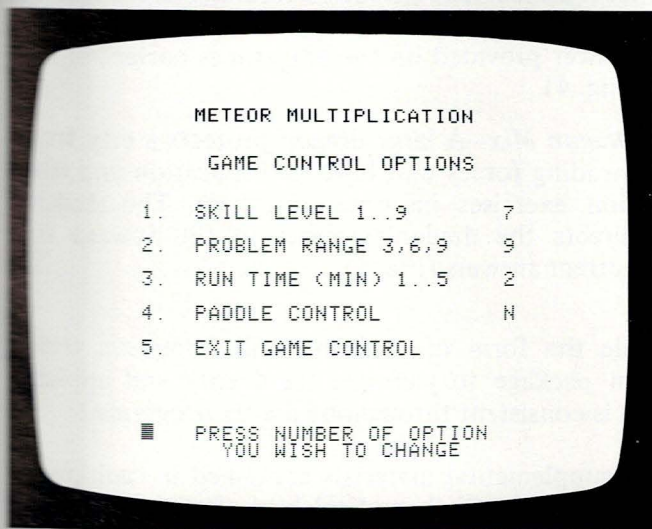 METEOR MULTIPLICATION
GAME CONTROL OPTIONS
1. SKILL LEVEL 1..9 7
2. PROBLEM RANGE 3,6,9 9
3. RUN TIME (MIN) 1..5 2
4. PADDLE CONTROL N
5. EXIT GAME CONTROL
PRESS NUMBER OF OPTION
YOU WISH TO CHANGE